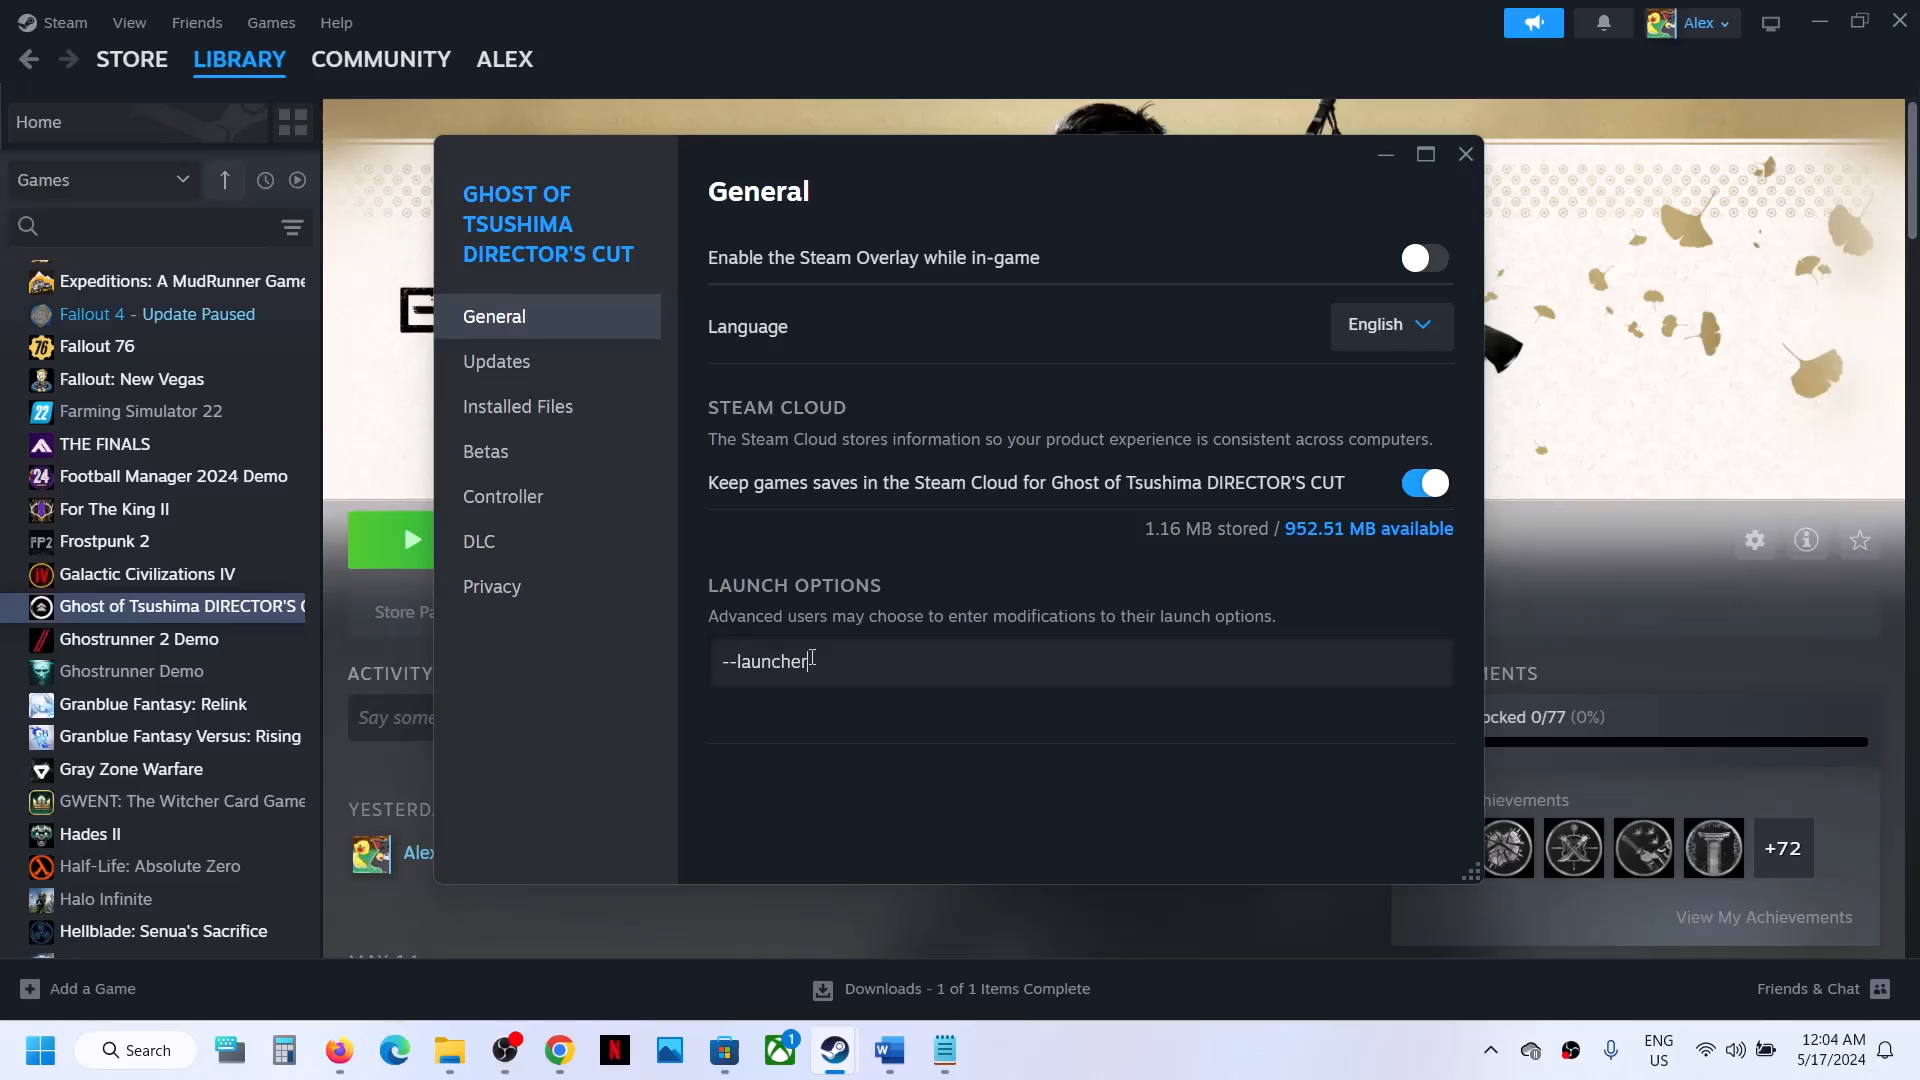 Steam View Friends Games Help
Alex
STORE LIBRARY COMMUNITY ALEX
Home
Games
Expeditions: A MudRunner Game
Fallout 4 - Update Paused
Fallout 76
Fallout: New Vegas
Farming Simulator 22
THE FINALS
Football Manager 2024 Demo
For The King II
Frostpunk 2
Galactic Civilizations IV
Ghost of Tsushima DIRECTOR'S C
Ghostrunner 2 Demo
Ghostrunner Demo
Granblue Fantasy: Relink
Granblue Fantasy Versus: Rising
Gray Zone Warfare
GWENT: The Witcher Card Game
Hades II
Half-Life: Absolute Zero
Halo Infinite
Hellblade: Senua's Sacrifice
GHOST OF
TSUSHIMA
DIRECTOR'S CUT
General
Updates
Installed Files
Betas
Controller
DLC
Privacy
General
Enable the Steam Overlay while in-game
Language
English
STEAM CLOUD
The Steam Cloud stores information so your product experience is consistent across computers.
Keep games saves in the Steam Cloud for Ghost of Tsushima DIRECTOR'S CUT
1.16 MB stored / 952.51 MB available
LAUNCH OPTIONS
Advanced users may choose to enter modifications to their launch options.
--launcher
Store Pa
ACTIVITY
Say some
YESTERD
Alex
MAY 14
MENTS
ocked 0/77 (0%)
hievements
+72
View My Achievements
Add a Game
Downloads - 1 of 1 Items Complete
Friends & Chat
Search
1
ENG
US
12:04 AM
5/17/2024